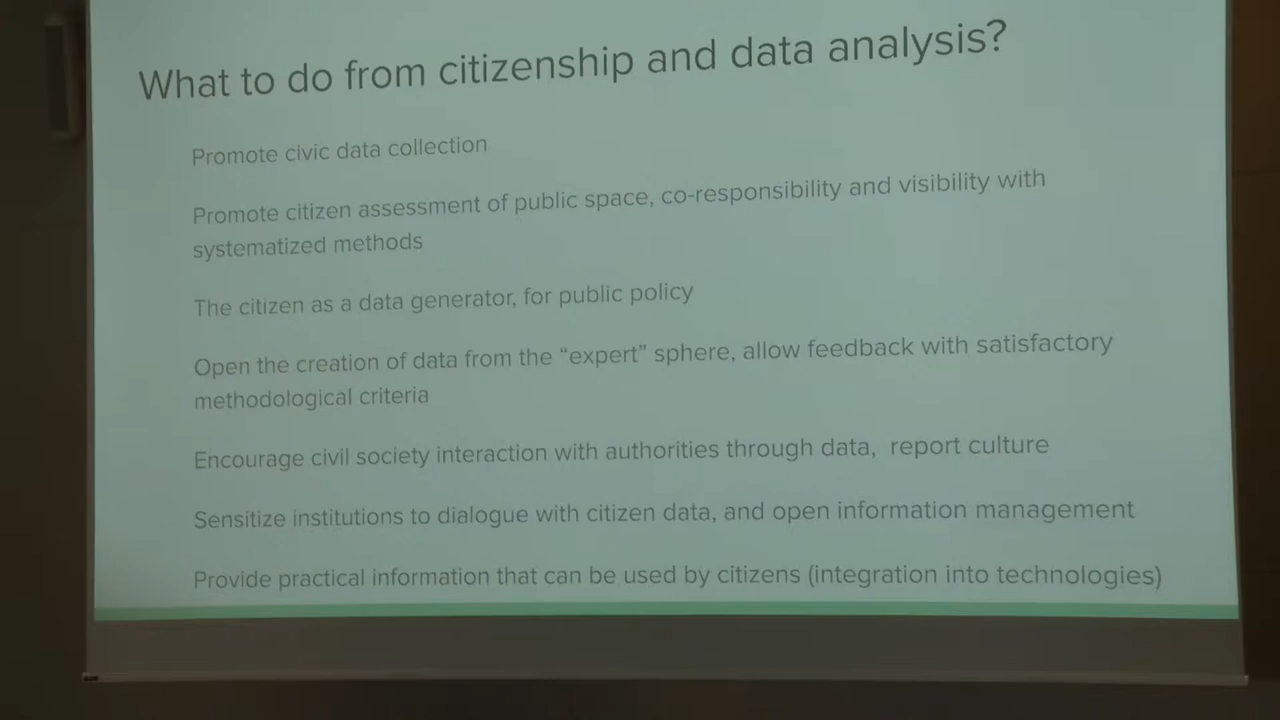 What to do from citizenship and data analysis?
Promote civic data collection
Promote citizen assessment of public space, co-responsibility and visibility with
systematized methods
The citizen as a data generator, for public policy
Open the creation of data from the “expert” sphere, allow feedback with satisfactory
methodological criteria
Encourage civil society interaction with authorities through data, report culture
Sensitize institutions to dialogue with citizen data, and open information management
Provide practical information that can be used by citizens (integration into technologies)